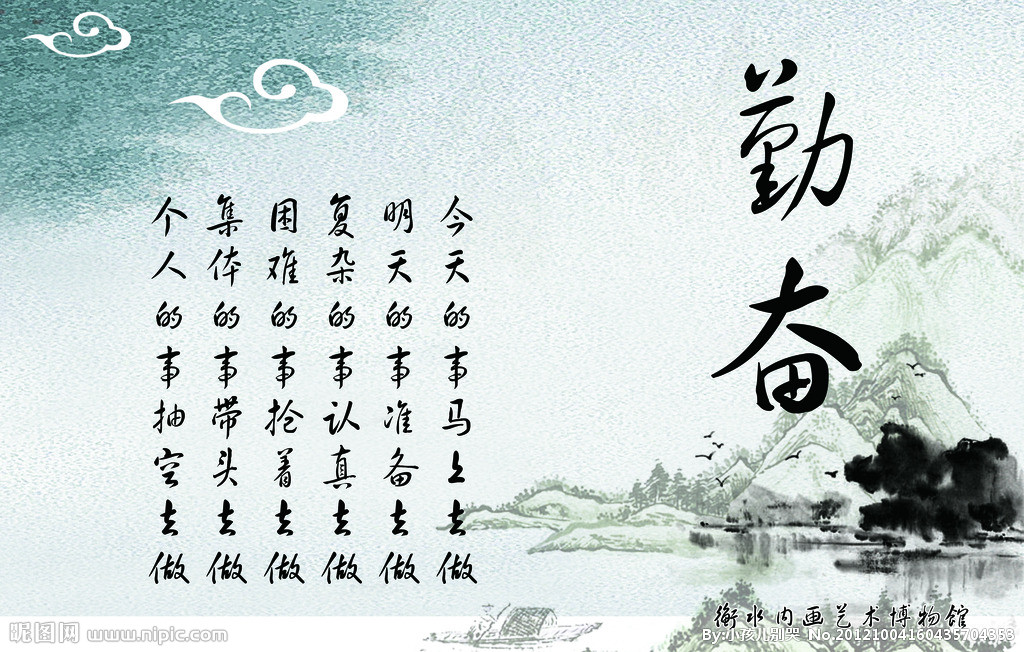 勤奋
今天的事马上去做
明天的事准备去做
复杂的事认真去做
困难的事抢着去做
集体的事带头去做
个人的事抽空去做
衡水内画艺术博物馆
昵图网 www.nipic.com
By:小孩儿别哭 No.20121004160435704353